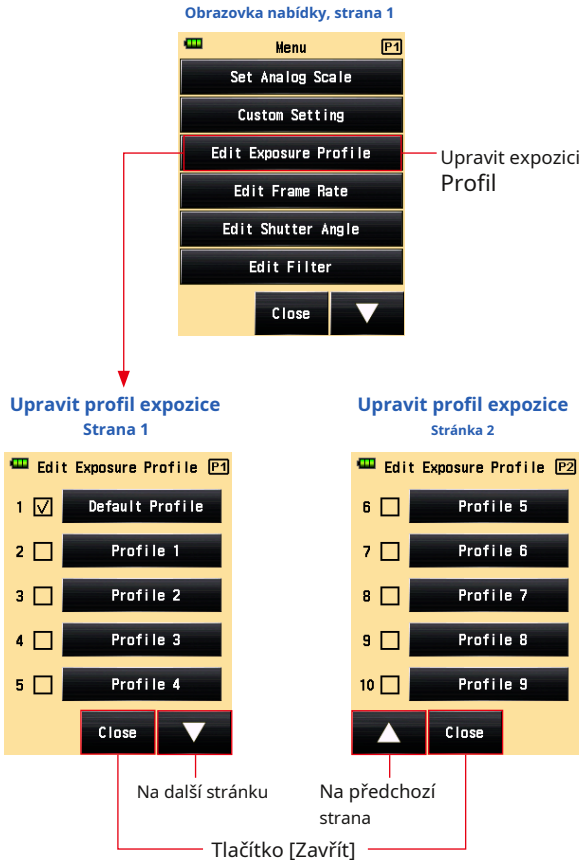 Obrazovka nabídky, strana 1
Menu P1
Set Analog Scale
Custom Setting
Edit Exposure Profile
Edit Frame Rate
Edit Shutter Angle
Edit Filter
Close
Upravit expozici
Profil
Upravit profil expozice
Strana 1
Edit Exposure Profile P1
1 Default Profile
2 Profile 1
3 Profile 2
4 Profile 3
5 Profile 4
Close
Upravit profil expozice
Stránka 2
Edit Exposure Profile P2
6 Profile 5
7 Profile 6
8 Profile 7
9 Profile 8
10 Profile 9
Close
Na další stránku
Na předchozí
strana
Tlačítko [Zavřít]